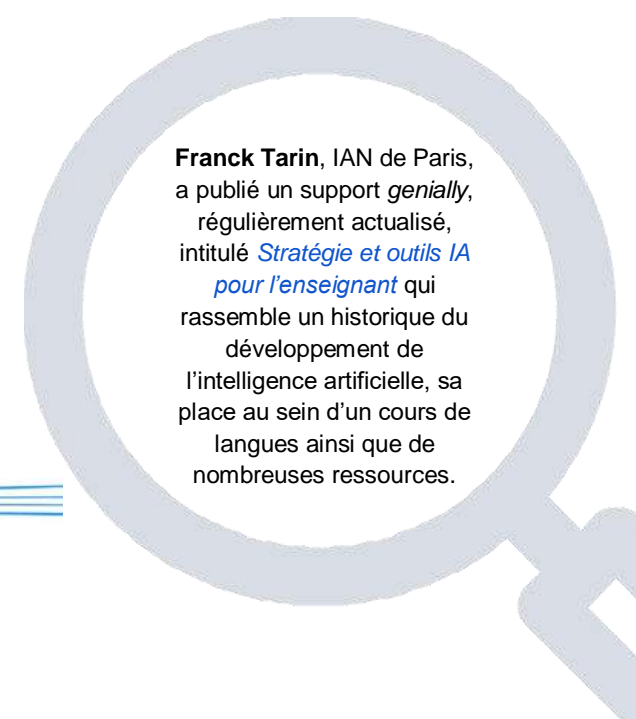 Franck Tarin, IAN de Paris,
a publié un support genially,
régulièrement actualisé,
intitulé Stratégie et outils IA
pour l’enseignant qui
rassemble un historique du
développement de
l’intelligence artificielle, sa
place au sein d’un cours de
langues ainsi que de
nombreuses ressources.